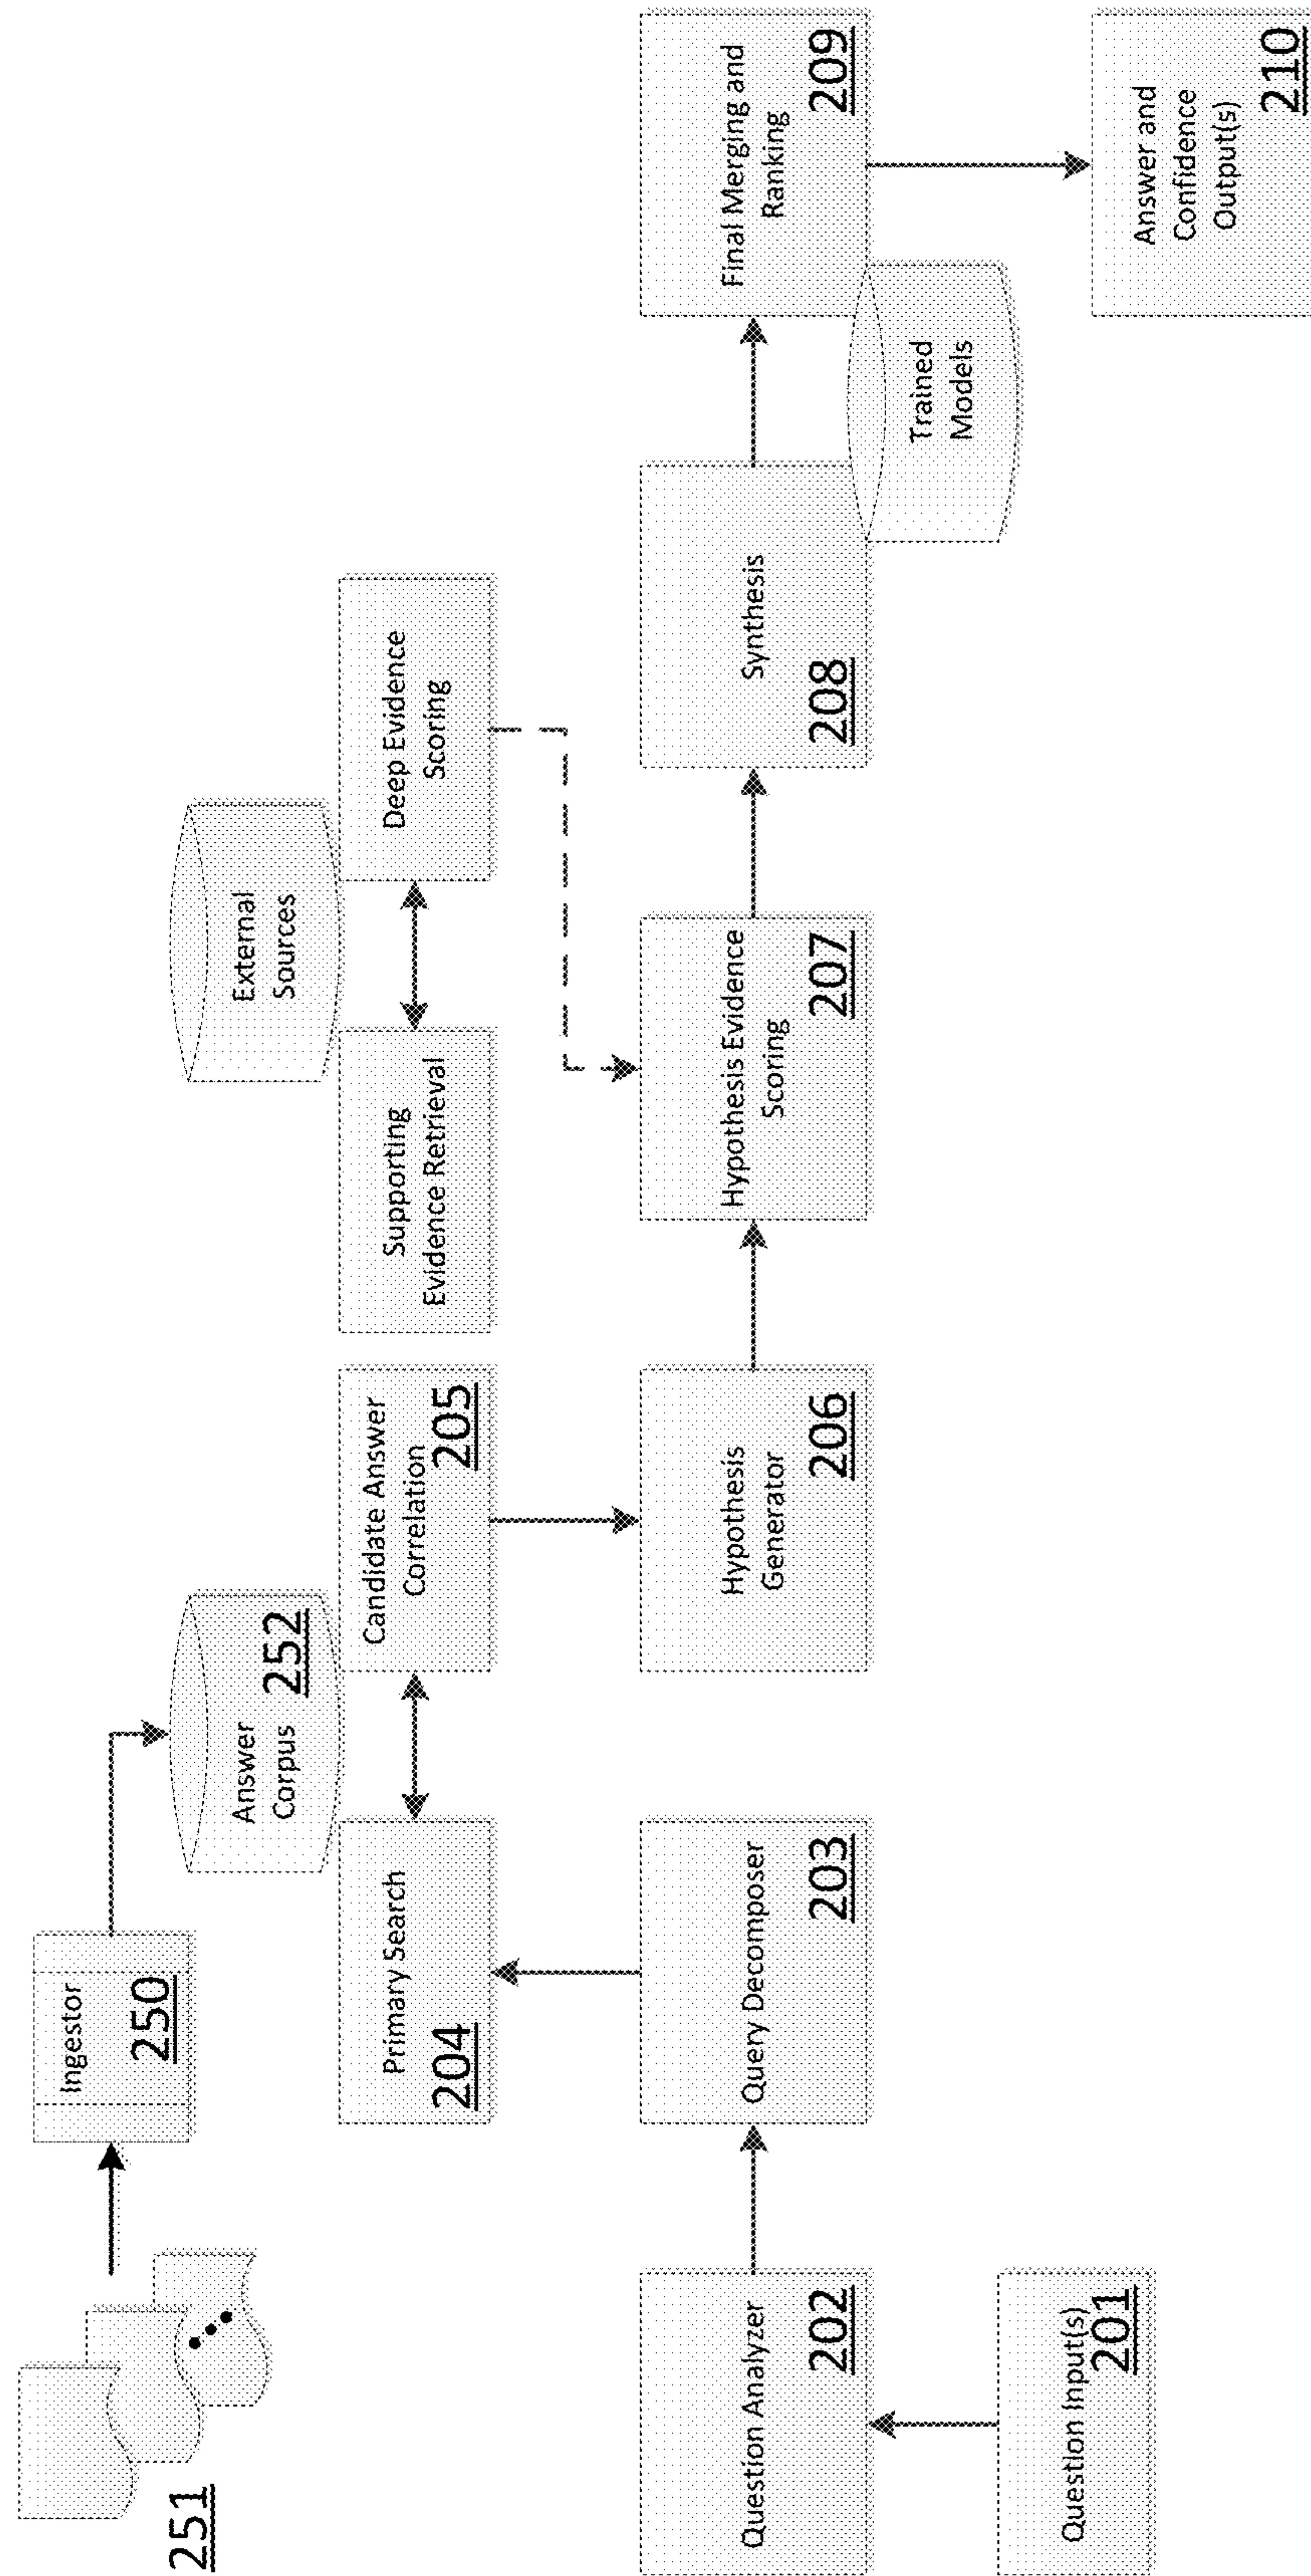 251
Ingestor
250
Answer
Corpus 252
External
Sources
Primary Search
204
Candidate Answer
Correlation
205
Supporting
Evidence Retrieval
Deep Evidence
Scoring
Question Analyzer
202
Query Decomposer
203
Hypothesis
Generator
206
Hypothesis Evidence
Scoring
207
Synthesis
208
Final Merging and
Ranking
209
Trained
Models
Question Input(s)
201
Answer and
Confidence
Output(s)
210